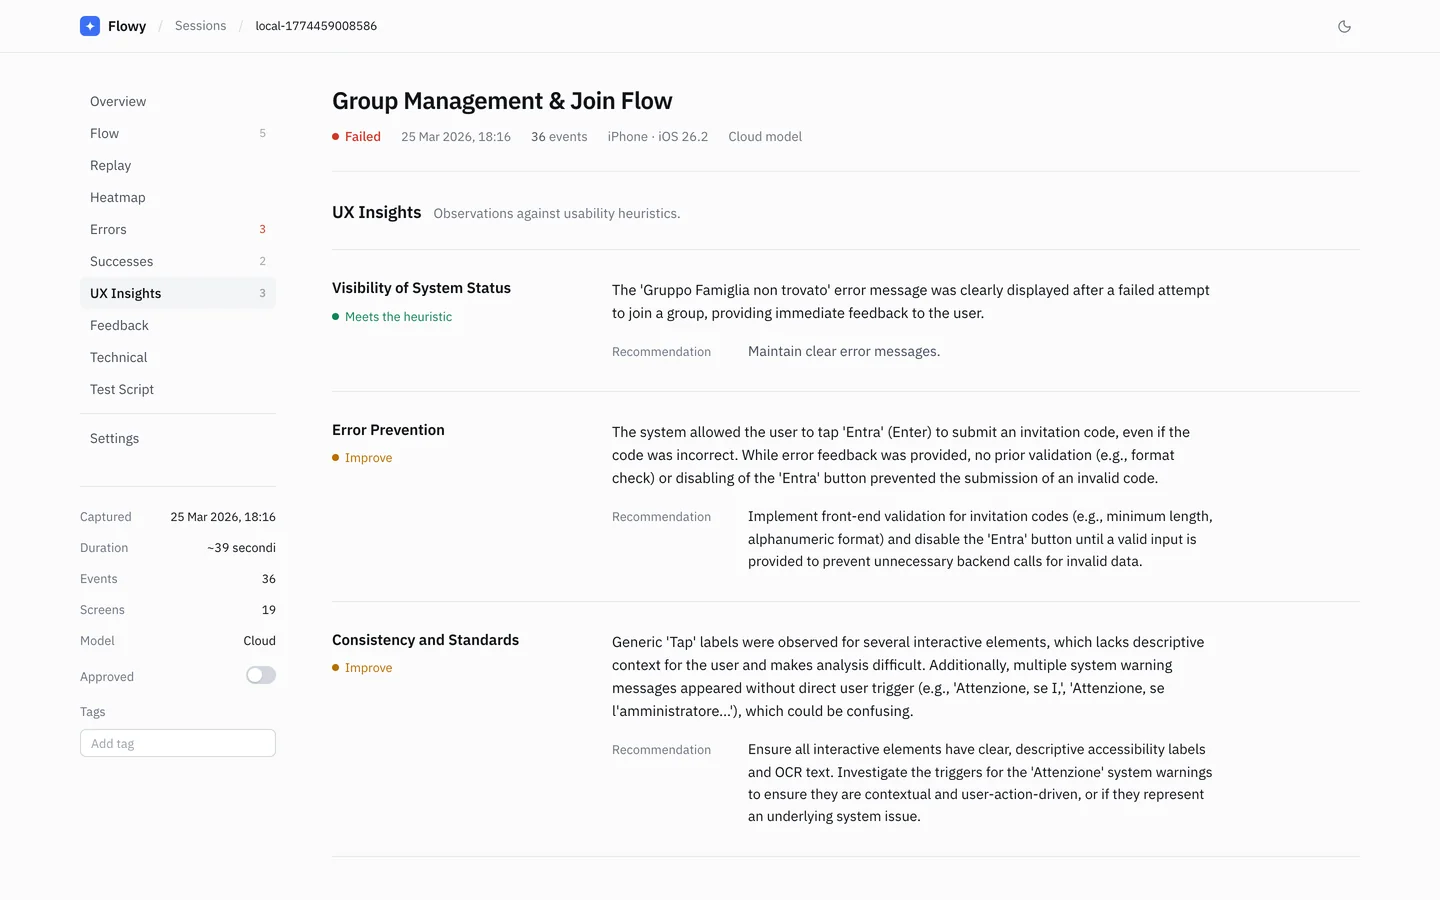 Flowy / Sessions / local-1774459008586
Overview
Flow 5
Replay
Heatmap
Errors 3
Successes 2
UX Insights 3
Feedback
Technical
Test Script
Settings
Captured 25 Mar 2026, 18:16
Duration ~39 secondi
Events 36
Screens 19
Model Cloud
Approved
Tags
Add tag
Group Management & Join Flow
Failed 25 Mar 2026, 18:16 36 events iPhone · iOS 26.2 Cloud model
UX Insights Observations against usability heuristics.
Visibility of System Status
Meets the heuristic
The 'Gruppo Famiglia non trovato' error message was clearly displayed after a failed attempt
to join a group, providing immediate feedback to the user.
Recommendation Maintain clear error messages.
Error Prevention
Improve
The system allowed the user to tap 'Entra' (Enter) to submit an invitation code, even if the
code was incorrect. While error feedback was provided, no prior validation (e.g., format
check) or disabling of the 'Entra' button prevented the submission of an invalid code.
Recommendation Implement front-end validation for invitation codes (e.g., minimum length,
alphanumeric format) and disable the 'Entra' button until a valid input is
provided to prevent unnecessary backend calls for invalid data.
Consistency and Standards
Improve
Generic 'Tap' labels were observed for several interactive elements, which lacks descriptive
context for the user and makes analysis difficult. Additionally, multiple system warning
messages appeared without direct user trigger (e.g., 'Attenzione, se I,', 'Attenzione, se
l'amministratore...'), which could be confusing.
Recommendation Ensure all interactive elements have clear, descriptive accessibility labels
and OCR text. Investigate the triggers for the 'Attenzione' system warnings
to ensure they are contextual and user-action-driven, or if they represent
an underlying system issue.